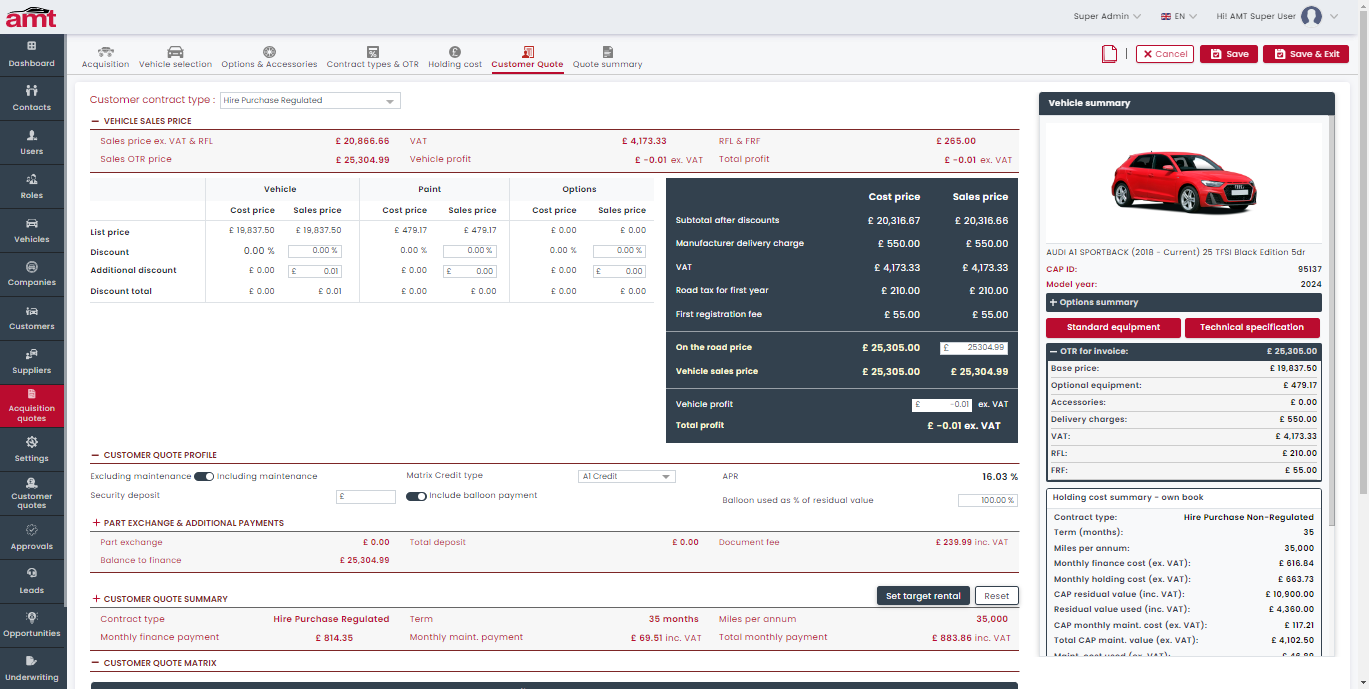 amt
Super Admin
EN
Hi! AMT Super User
Dashboard
Contacts
Users
Roles
Vehicles
Companies
Customers
Suppliers
Acquisition quotes
Settings
Customer quotes
Approvals
Leads
Opportunities
Underwriting
Acquisition Vehicle selection Options & Accessories Contract types & OTR Holding cost Customer Quote Quote summary
Cancel Save Save & Exit
Customer contract type : Hire Purchase Regulated
VEHICLE SALES PRICE
Sales price ex. VAT & RFL £ 20,866.66 VAT £ 4,173.33 RFL & FRF £ 265.00
Sales OTR price £ 25,304.99 Vehicle profit £ -0.01 ex. VAT Total profit £ -0.01 ex. VAT
Vehicle Paint Options
Cost price Sales price Cost price Sales price Cost price Sales price
List price £ 19,837.50 £ 19,837.50 £ 479.17 £ 479.17 £ 0.00 £ 0.00
Discount 0.00 % 0.00 % 0.00 % 0.00 % 0.00 % 0.00 %
Additional discount £ 0.00 £ 0.01 £ 0.00 £ 0.00 £ 0.00 £ 0.00
Discount total £ 0.00 £ 0.01 £ 0.00 £ 0.00 £ 0.00 £ 0.00
Cost price Sales price
Subtotal after discounts £ 20,316.67 £ 20,316.66
Manufacturer delivery charge £ 550.00 £ 550.00
VAT £ 4,173.33 £ 4,173.33
Road tax for first year £ 210.00 £ 210.00
First registration fee £ 55.00 £ 55.00
On the road price £ 25,305.00 £ 25304.99
Vehicle sales price £ 25,305.00 £ 25,304.99
Vehicle profit £ -0.01 ex. VAT
Total profit £ -0.01 ex. VAT
CUSTOMER QUOTE PROFILE
Excluding maintenance Including maintenance Matrix Credit type A1 Credit APR 16.03 %
Security deposit £ Include balloon payment Balloon used as % of residual value 100.00 %
PART EXCHANGE & ADDITIONAL PAYMENTS
Part exchange £ 0.00 Total deposit £ 0.00 Document fee £ 239.99 inc. VAT
Balance to finance £ 25,304.99
CUSTOMER QUOTE SUMMARY Set target rental Reset
Contract type Hire Purchase Regulated Term 35 months Miles per annum 35,000
Monthly finance payment £ 814.35 Monthly maint. payment £ 69.51 inc. VAT Total monthly payment £ 883.86 inc. VAT
CUSTOMER QUOTE MATRIX
Vehicle summary
AUDI A1 SPORTBACK (2018 - Current) 25 TFSI Black Edition 5dr
CAP ID: 95137
Model year: 2024
Options summary
Standard equipment Technical specification
OTR for invoice: £ 25,305.00
Base price: £ 19,837.50
Optional equipment: £ 479.17
Accessories: £ 0.00
Delivery charges: £ 550.00
VAT: £ 4,173.33
RFL: £ 210.00
FRF: £ 55.00
Holding cost summary - own book
Contract type: Hire Purchase Non-Regulated
Term (months): 35
Miles per annum: 35,000
Monthly finance cost (ex. VAT): £ 616.84
Monthly holding cost (ex. VAT): £ 663.73
CAP residual value (inc. VAT): £ 10,900.00
Residual value used (inc. VAT): £ 4,360.00
CAP monthly maint. cost (ex. VAT): £ 117.21
Total CAP maint. value (ex. VAT): £ 4,102.50
Maint. cost used (ex. VAT): £ 46.89